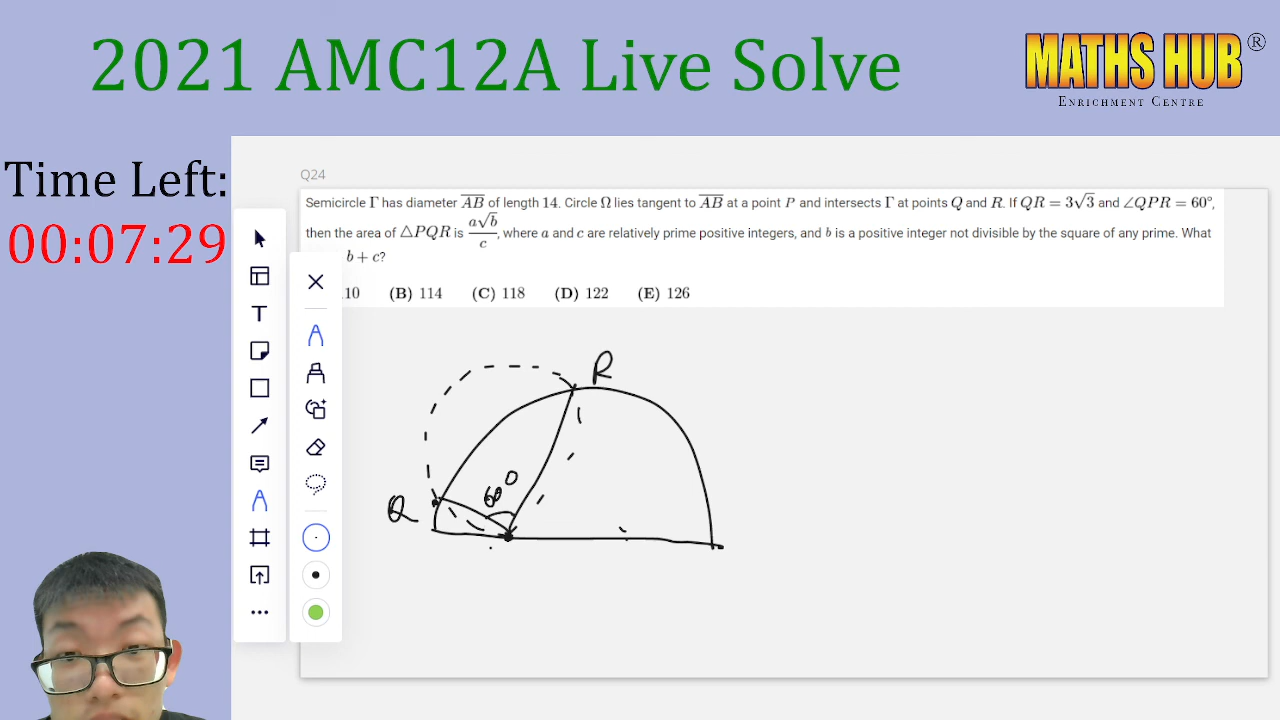 2021 AMC12A Live Solve
MATHS HUB®
ENRICHMENT CENTRE
Time Left:
00:07:29
Q24
Semicircle Γ has diameter AB of length 14. Circle Ω lies tangent to AB at a point P and intersects Γ at points Q and R. If QR = 3√3 and ∠QPR = 60°,
then the area of △PQR is a√b/c, where a and c are relatively prime positive integers, and b is a positive integer not divisible by the square of any prime. What
b + c?
10 (B) 114 (C) 118 (D) 122 (E) 126
R
60°
Q